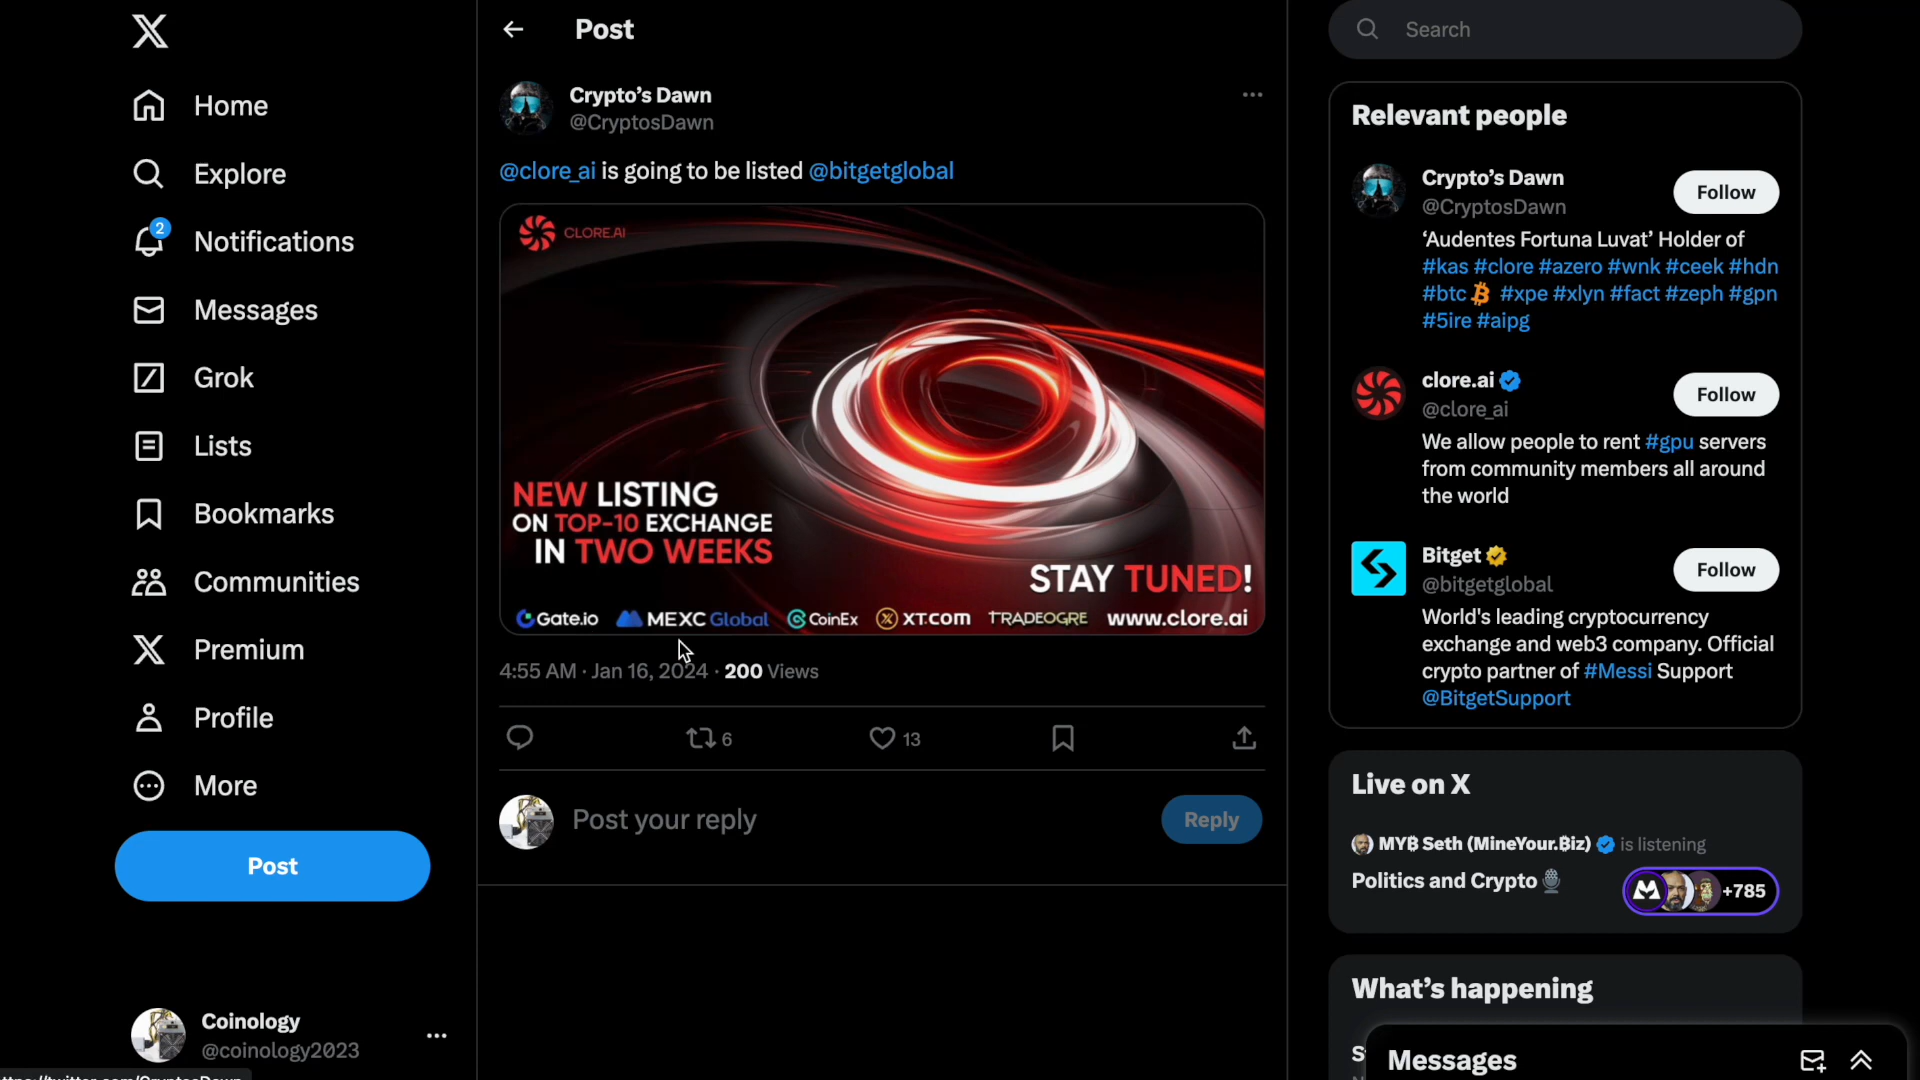 Home
Explore
2
Notifications
Messages
Grok
Lists
Bookmarks
Communities
Premium
Profile
More
Post
Coinology
@coinology2023
Post
Crypto’s Dawn
@CryptosDawn
@clore_ai is going to be listed @bitgetglobal
CLORE.AI
NEW LISTING
ON TOP-10 EXCHANGE
IN TWO WEEKS
STAY TUNED!
Gate.io MEXC Global CoinEx XT.COM TRADEOGRE www.clore.ai
4:55 AM · Jan 16, 2024 · 200 Views
6 13
Post your reply
Reply
Search
Relevant people
Crypto’s Dawn
@CryptosDawn
Follow
‘Audentes Fortuna Luvat’ Holder of
#kas #clore #azero #wnk #ceek #hdn
#btc #xpe #xlyn #fact #zeph #gpn
#5ire #aipg
clore.ai
@clore_ai
Follow
We allow people to rent #gpu servers
from community members all around
the world
Bitget
@bitgetglobal
Follow
World's leading cryptocurrency
exchange and web3 company. Official
crypto partner of #Messi Support
@BitgetSupport
Live on X
MY₿ Seth (MineYour.₿iz) is listening
Politics and Crypto
+785
What’s happening
Messages